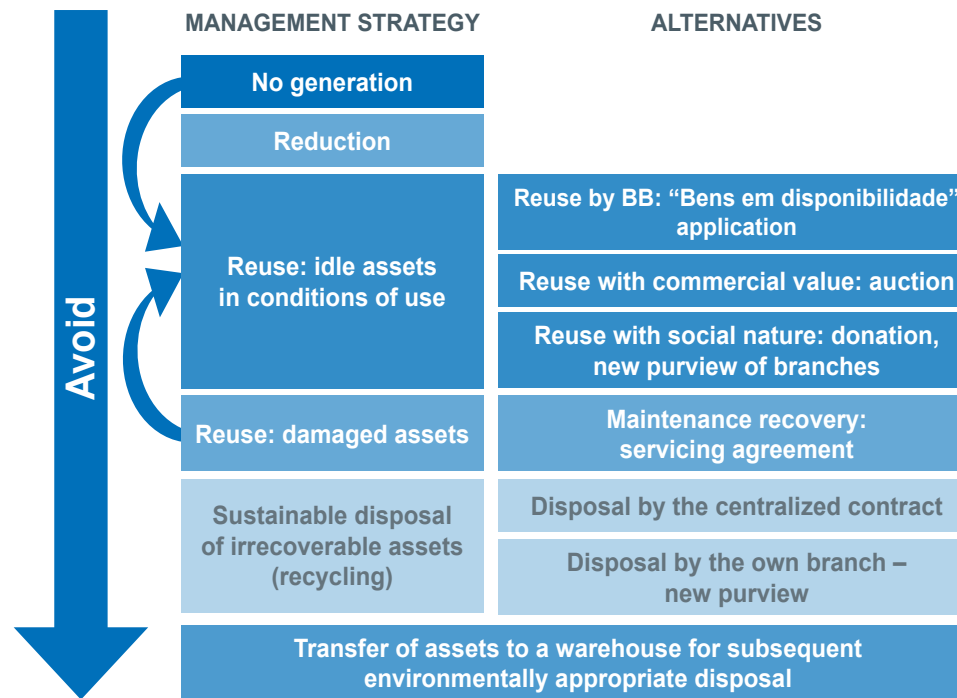 MANAGEMENT STRATEGY
ALTERNATIVES
Avoid
No generation
Reduction
Reuse: idle assets
in conditions of use
Reuse by BB: “Bens em disponibilidade”
application
Reuse with commercial value: auction
Reuse with social nature: donation,
new purview of branches
Reuse: damaged assets
Maintenance recovery:
servicing agreement
Sustainable disposal
of irrecoverable assets
(recycling)
Disposal by the centralized contract
Disposal by the own branch –
new purview
Transfer of assets to a warehouse for subsequent
environmentally appropriate disposal